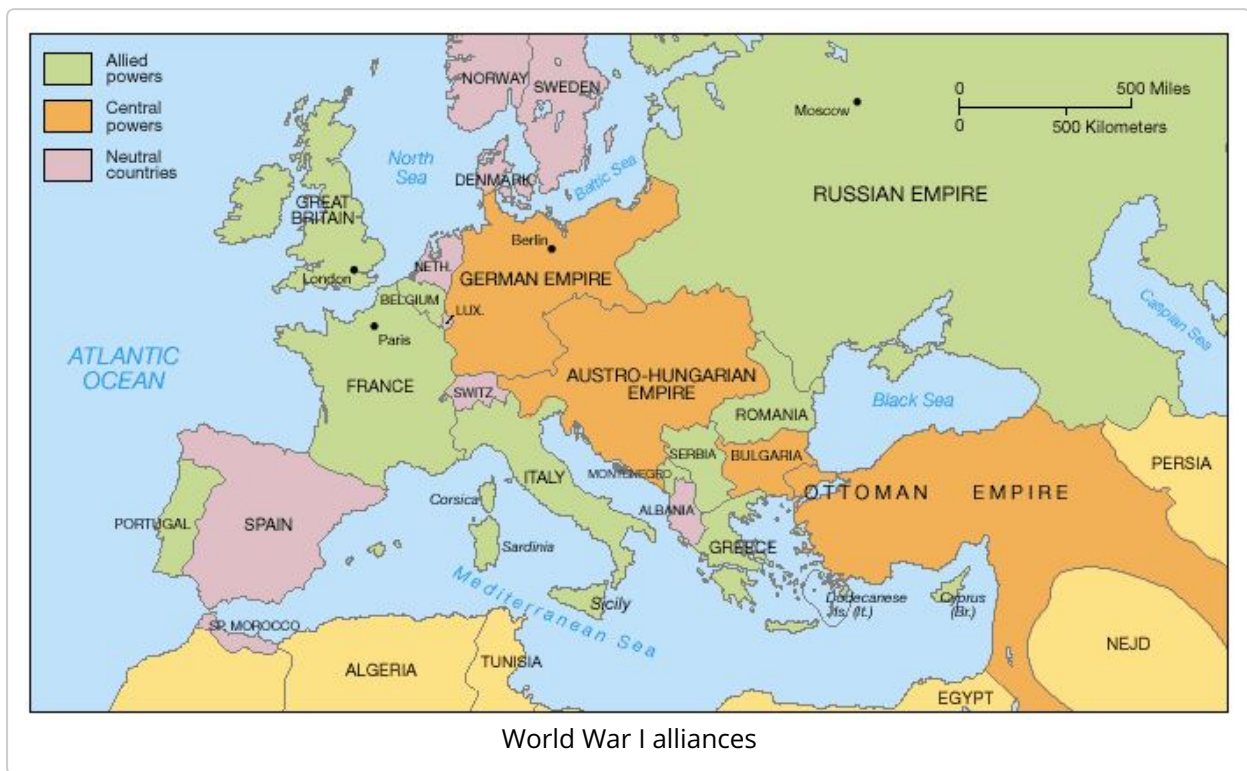 Allied
powers
Central
powers
Neutral
countries
NORWAY
SWEDEN
Moscow
0 500 Miles
0 500 Kilometers
North
Sea
DENMARK
Baltic Sea
RUSSIAN EMPIRE
GREAT
BRITAIN
Berlin
London
NETH.
GERMAN EMPIRE
BELGIUM
LUX.
Caspian Sea
Paris
ATLANTIC
OCEAN
FRANCE
SWITZ.
AUSTRO-HUNGARIAN
EMPIRE
Black Sea
ROMANIA
SERBIA
BULGARIA
PERSIA
MONTENEGRO
ITALY
Corsica
OTTOMAN EMPIRE
ALBANIA
PORTUGAL
SPAIN
Sardinia
GREECE
Mediterranean Sea
Sicily
Dodecanese
Is. (It.)
Cyprus
(Br.)
SP. MOROCCO
NEJD
ALGERIA
TUNISIA
EGYPT
World War I alliances